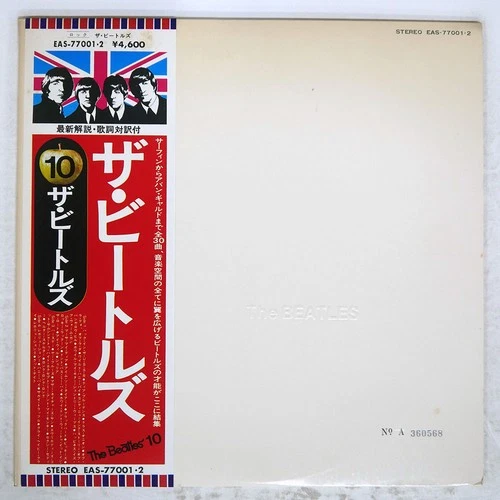 STEREO EAS-77001・2
ロック ザ・ビートルズ
EAS-77001・2 ¥4,600
最新解説・歌詞対訳付
ザ・ビートルズ
サーフィンからアバン・ギャルドまで全30曲、音楽空間の全てに翼を広げるビートルズの才能がここに結集
10
ザ・ビートルズ
The Beatles' 10
STEREO EAS-77001・2
The BEATLES
No A 360568